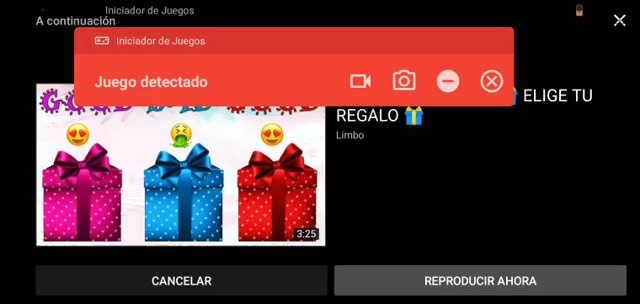 Iniciador de Juegos
A continuación
Iniciador de Juegos
Juego detectado
ELIGE TU
REGALO
Limbo
3:25
CANCELAR
REPRODUCIR AHORA